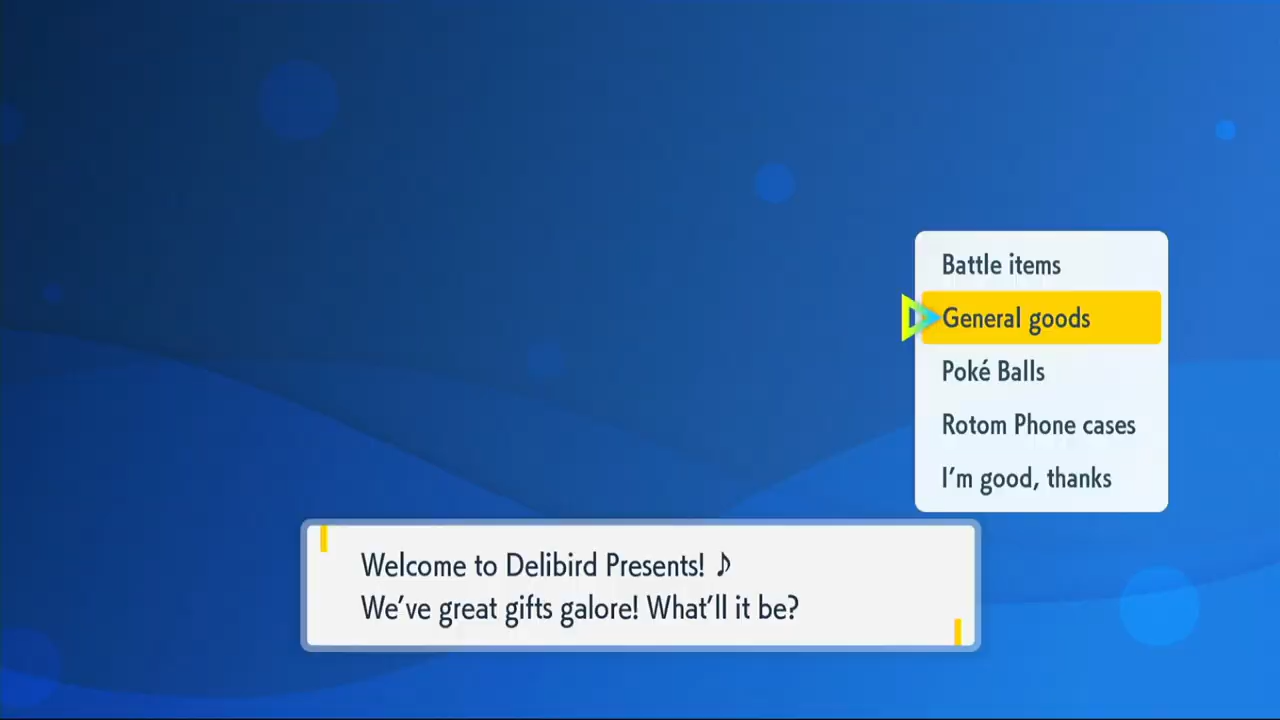 Battle items
General goods
Poké Balls
Rotom Phone cases
I'm good, thanks
Welcome to Delibird Presents! ♪
We've great gifts galore! What'll it be?